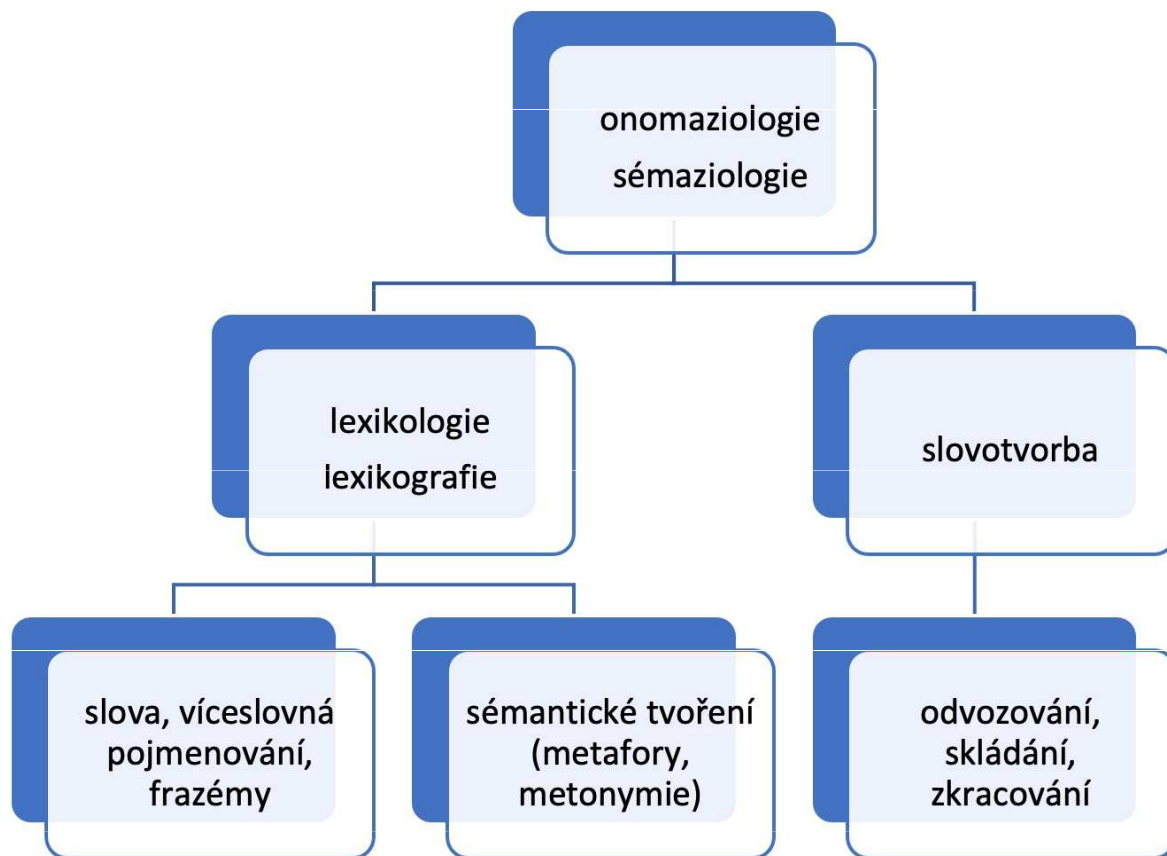 onomaziologie
sémaziologie
lexikologie
lexikografie
slovotvorba
slova, víceslovná
pojmenování,
frazémy
sémantické tvoření
(metafory,
metonymie)
odvozování,
skládání,
zkracování